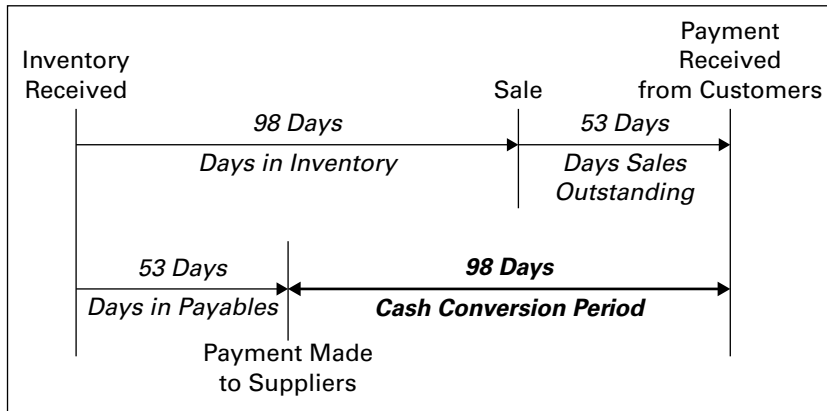 Inventory
Received
Sale
Payment
Received
from Customers
98 Days
Days in Inventory
53 Days
Days Sales
Outstanding
53 Days
Days in Payables
98 Days
Cash Conversion Period
Payment Made
to Suppliers